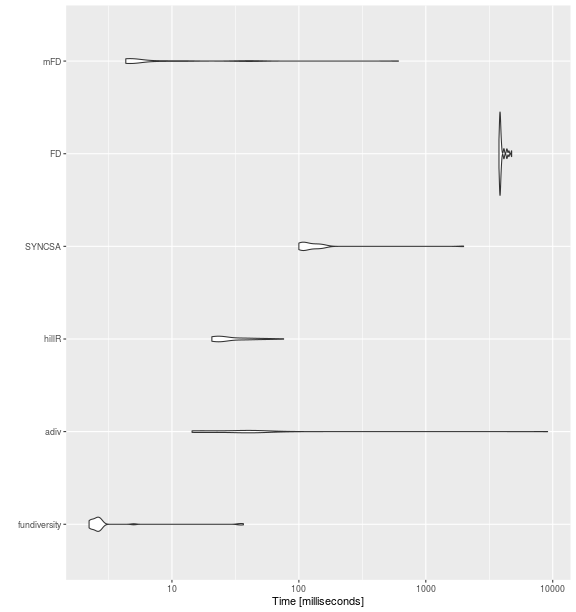 mFD
FD
SYNCSA
hillR
adiv
fundiversity
10 100 1000 10000
Time [milliseconds]